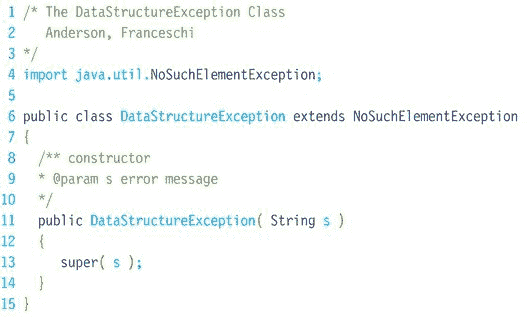 1 /* The DataStructureException Class
2    Anderson, Franceschi
3 */
4 import java.util.NoSuchElementException;
5
6 public class DataStructureException extends NoSuchElementException
7 {
8   /** constructor
9   * @param s error message
10   */
11   public DataStructureException( String s )
12   {
13      super( s );
14   }
15 }